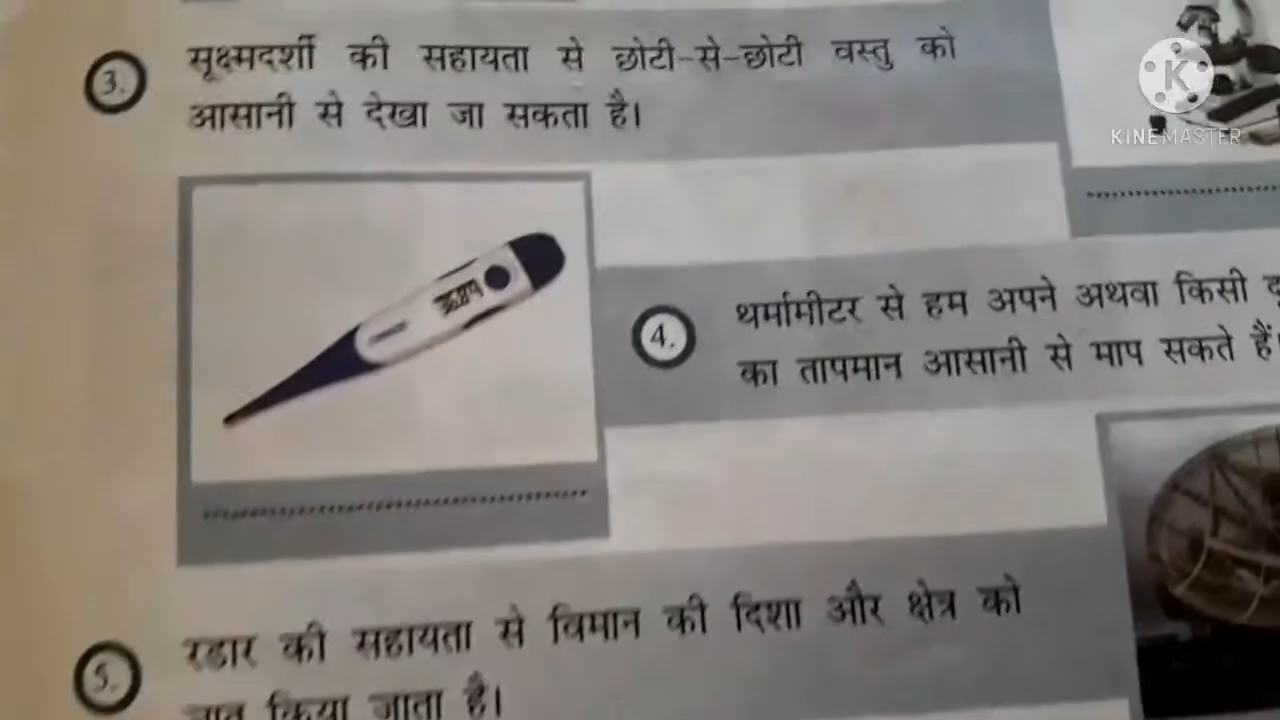 3.
सूक्ष्मदर्शी की सहायता से छोटी-से-छोटी वस्तु को
आसानी से देखा जा सकता है।
K
KINEMASTER
4.
थर्मामीटर से हम अपने अथवा किसी
का तापमान आसानी से माप सकते हैं।
5.
रडार की सहायता से विमान की दिशा और क्षेत्र को
किया जाता है।